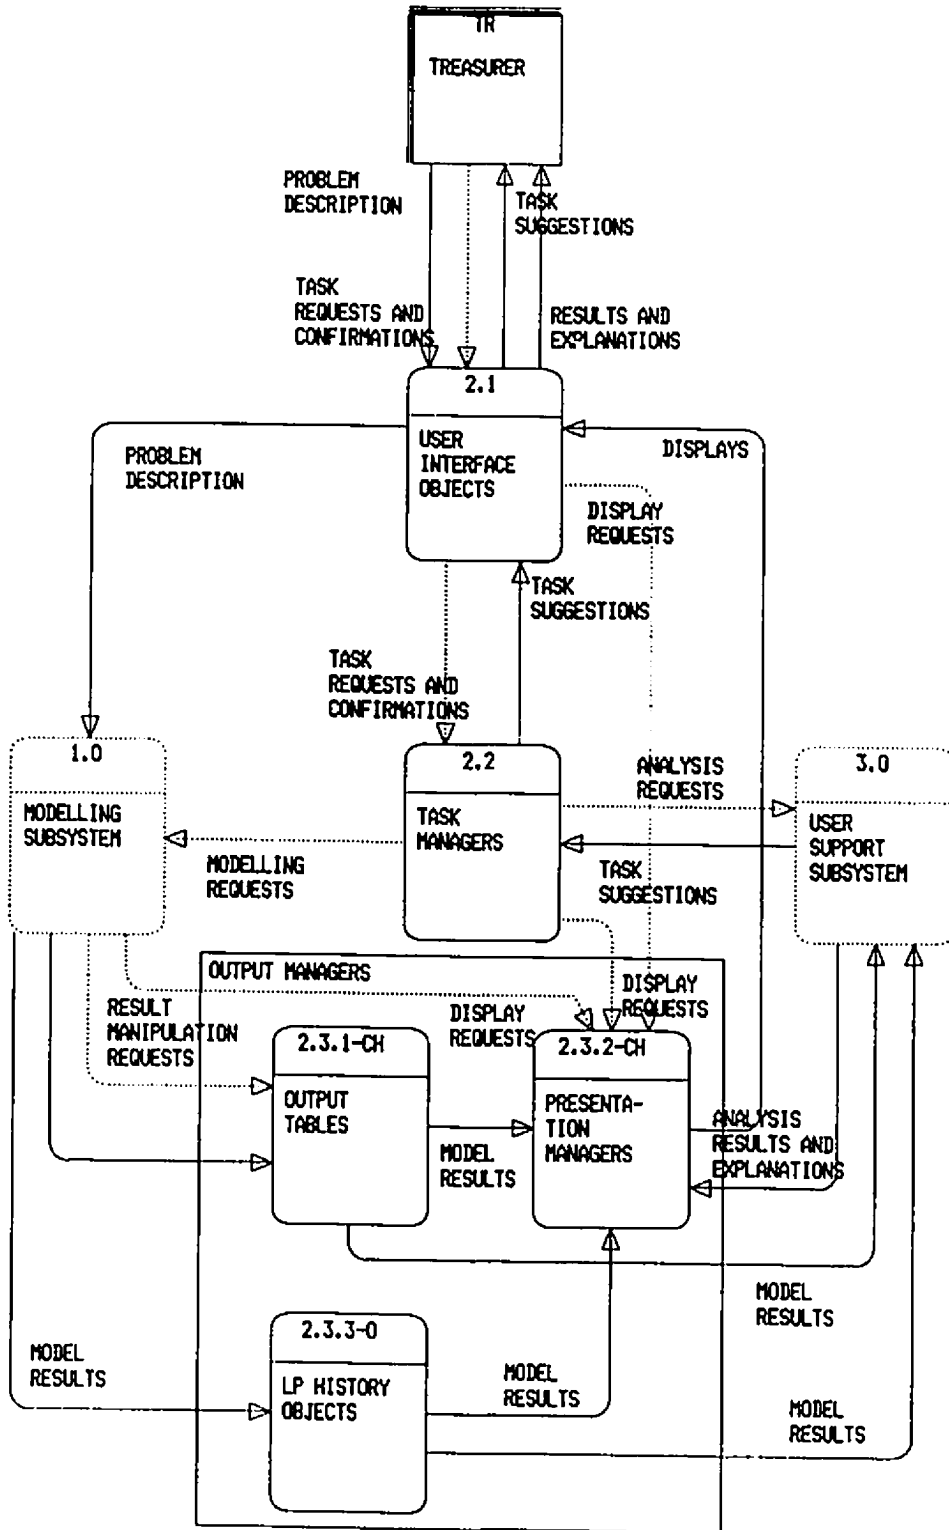 TR
TREASURER
PROBLEM
DESCRIPTION
TASK
SUGGESTIONS
TASK
REQUESTS AND
CONFIRMATIONS
RESULTS AND
EXPLANATIONS
2.1
USER
INTERFACE
OBJECTS
DISPLAYS
PROBLEM
DESCRIPTION
DISPLAY
REQUESTS
TASK
SUGGESTIONS
TASK
REQUESTS AND
CONFIRMATIONS
1.0
MODELLING
SUBSYSTEM
2.2
TASK
MANAGERS
ANALYSIS
REQUESTS
3.0
USER
SUPPORT
SUBSYSTEM
MODELLING
REQUESTS
TASK
SUGGESTIONS
OUTPUT MANAGERS
RESULT
MANIPULATION
REQUESTS
DISPLAY
REQUESTS
DISPLAY
REQUESTS
2.3.1-CH
OUTPUT
TABLES
2.3.2-CH
PRESENTA-
TION
MANAGERS
MODEL
RESULTS
ANALYSIS
RESULTS AND
EXPLANATIONS
MODEL
RESULTS
2.3.3-0
LP HISTORY
OBJECTS
MODEL
RESULTS
MODEL
RESULTS
MODEL
RESULTS